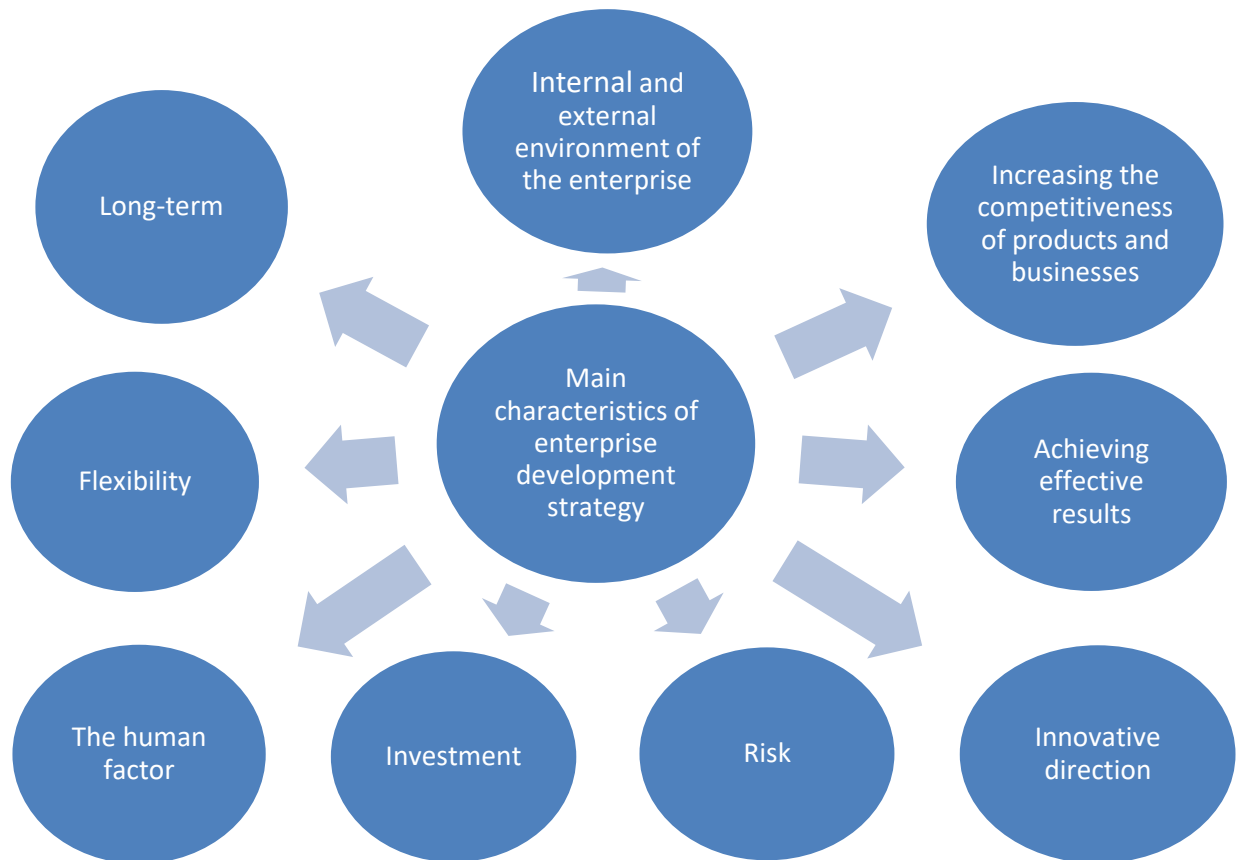 Internal and
external
environment of
the enterprise
Long-term
Increasing the
competitiveness
of products and
businesses
Main
characteristics of
enterprise
development
strategy
Flexibility
Achieving
effective
results
The human
factor
Investment
Risk
Innovative
direction